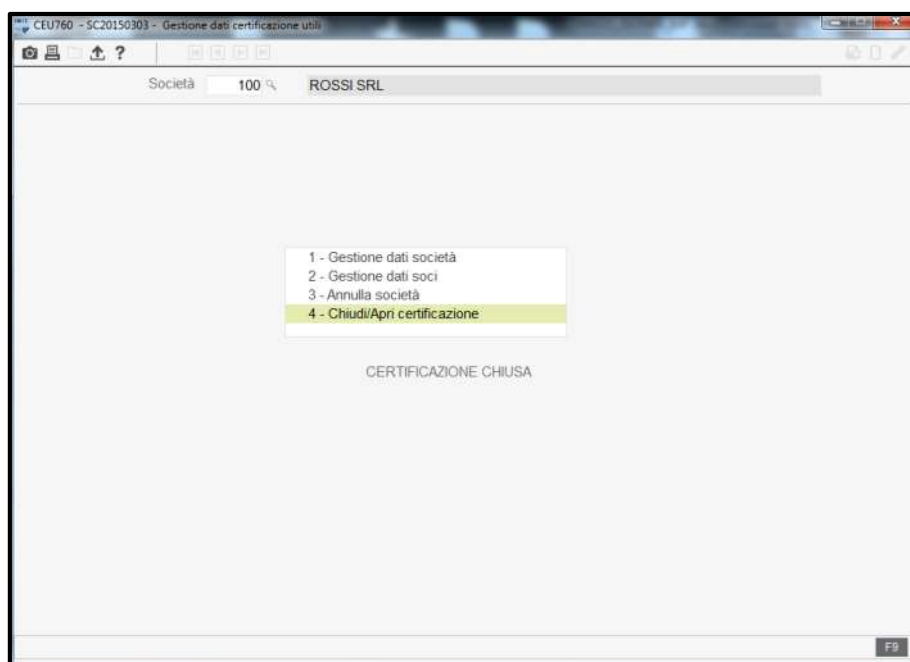 CEU760 - SC20150303 - Gestione dati certificazione utili
?
Società 100 ROSSI SRL
1 - Gestione dati società
2 - Gestione dati soci
3 - Annulla società
4 - Chiudi/Apri certificazione
CERTIFICAZIONE CHIUSA
F9